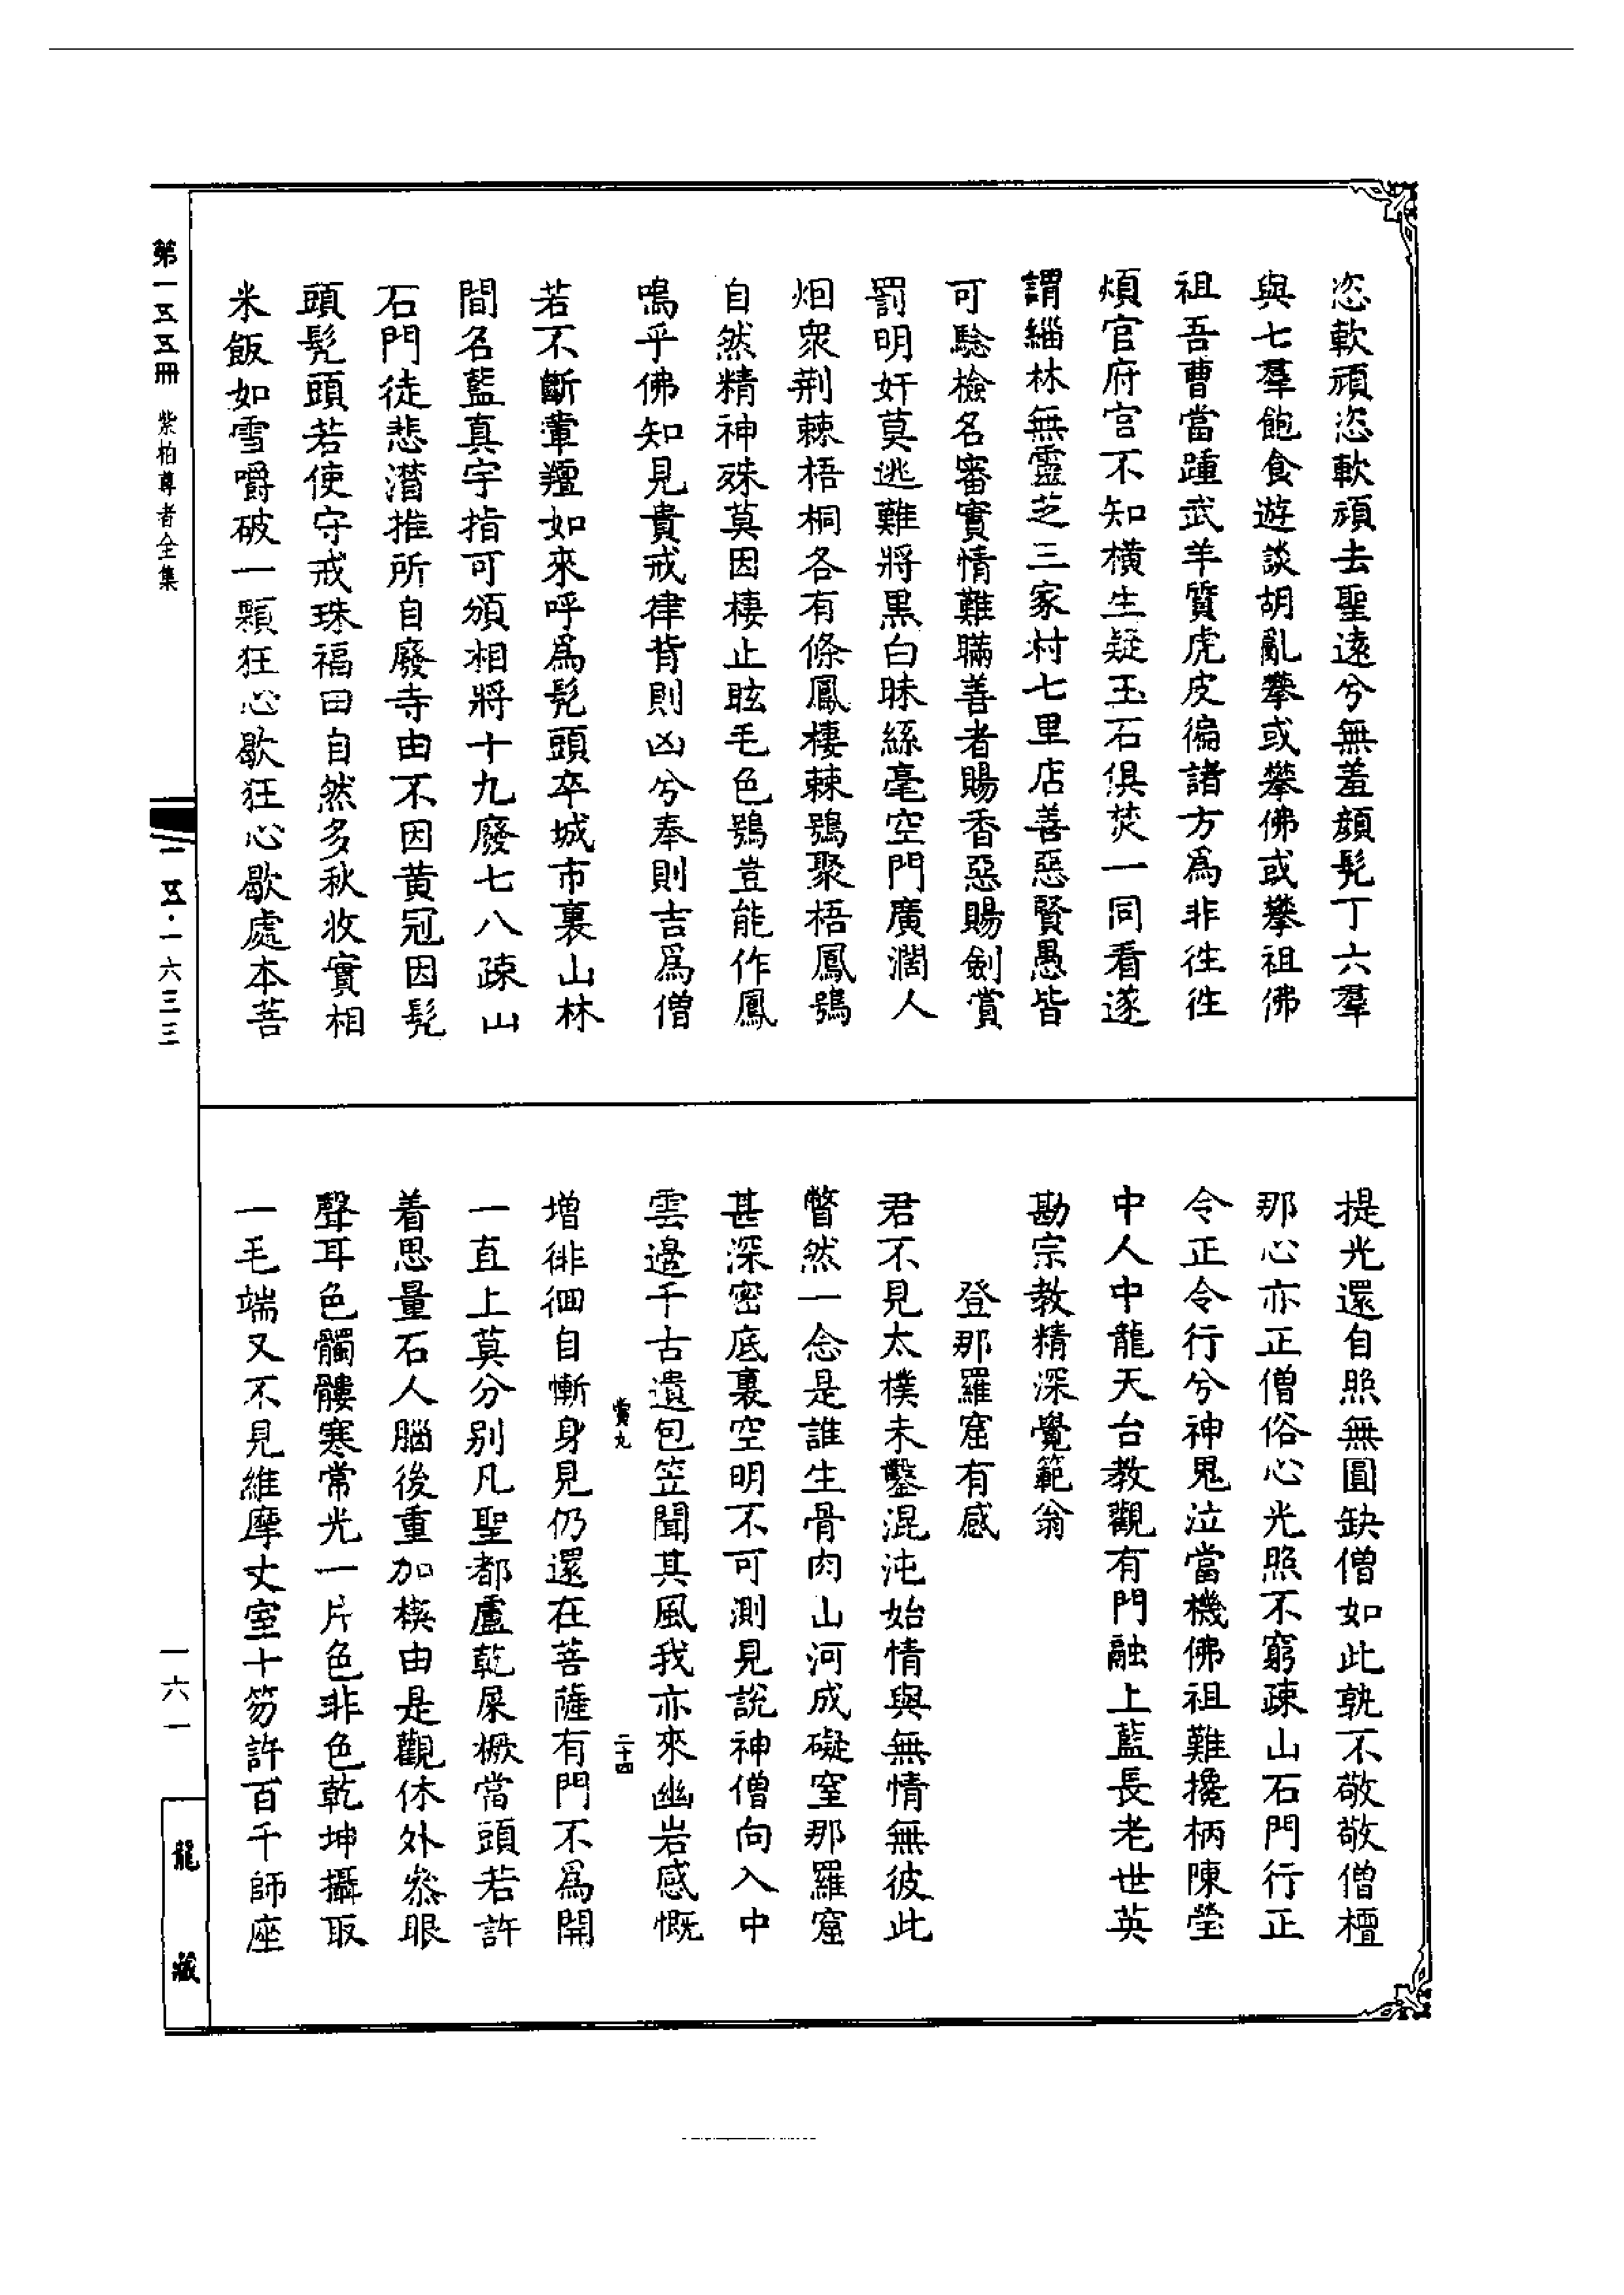 恣軟頑恣軟頑去聖遠兮無羞顔髠丁六羣
與七羣飽食遊談胡亂攀或攀佛或攀祖佛
祖吾曹當踵武羊質虎皮徧諸方爲非徃徃
煩官府官不知橫生疑玉石俱焚一同看遂
謂緇林無靈芝三家村七里店善惡賢愚皆
可驗檢名審實情難瞞善者賜香惡賜劍賞
罰明奸莫逃難將黒白昧絲毫空門廣濶人
烟衆荆棘梧桐各有條鳳棲棘鴞聚梧鳳鴞
自然精神殊莫因棲止眩毛色鴞豈能作鳳
鳴乎佛知見貴戒律背則凶兮奉則吉爲僧
若不斷葷羶如來呼爲髠頭卒城市裏山林
間名藍真宇指可頒相將十九廢七八疎山
石門徒悲潸推所自廢寺由不因黄冠因髠
頭髠頭若使守戒珠福田自然多秋收實相
米飯如雪嚼破一顆狂心歇狂心歇處本菩
提光還自照無圓缺僧如此孰不敬敬僧檀
那心亦正僧俗心光照不窮疎山石門行正
令正令行兮神鬼泣當機佛祖難攙柄陳瑩
中人中龍天台教觀有門融上藍長老世英
勘宗教精深覺範翁
登那羅窟有感
君不見太樸未鑿混沌始情與無情無彼此
瞥然一念是誰生骨肉山河成礙窒那羅窟
甚深密底裏空明不可測見說神僧向入中
雲邊千古遺包笠聞其風我亦來幽岩感慨
賞九
二十四
增徘徊自慚身見仍還在菩薩有門不爲開
一直上莫分別凡聖都盧乾屎橛當頭若許
着思量石人腦後重加楔由是觀休外叅眼
聲耳色髑髏寒常光一片色非色乾坤攝取
一毛端又不見維摩丈室十笏許百千師座
第一五五冊 紫柏尊者全集
一五·一六三三
一六一
龍藏